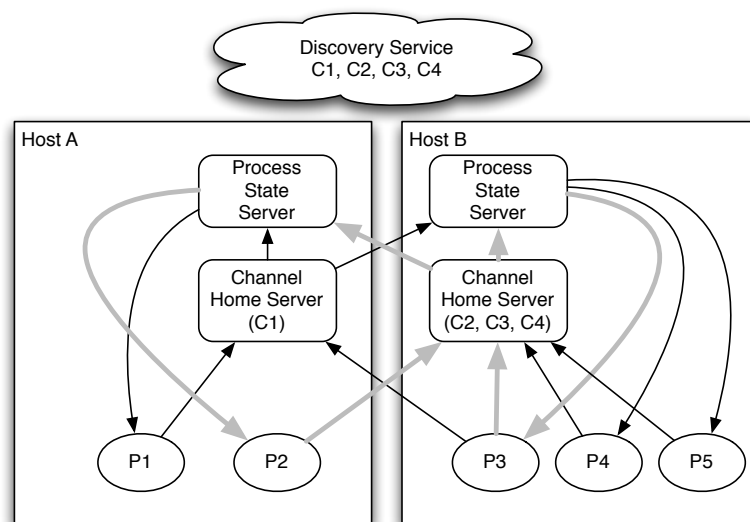 Discovery Service
C1, C2, C3, C4
Host A
Host B
Process
State
Server
Process
State
Server
Channel
Home Server
(C1)
Channel
Home Server
(C2, C3, C4)
P1
P2
P3
P4
P5